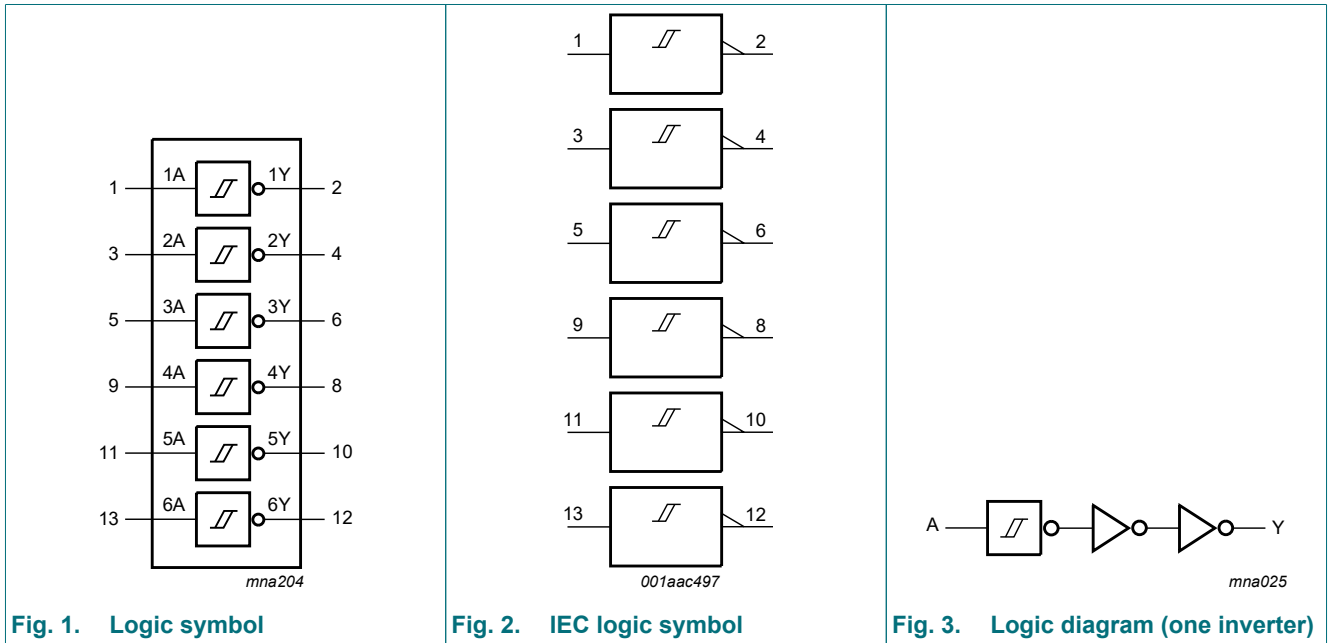 1 1A 1Y 2
3 2A 2Y 4
5 3A 3Y 6
9 4A 4Y 8
11 5A 5Y 10
13 6A 6Y 12
mna204
Fig. 1. Logic symbol
1 2
3 4
5 6
9 8
11 10
13 12
001aac497
Fig. 2. IEC logic symbol
A Y
mna025
Fig. 3. Logic diagram (one inverter)